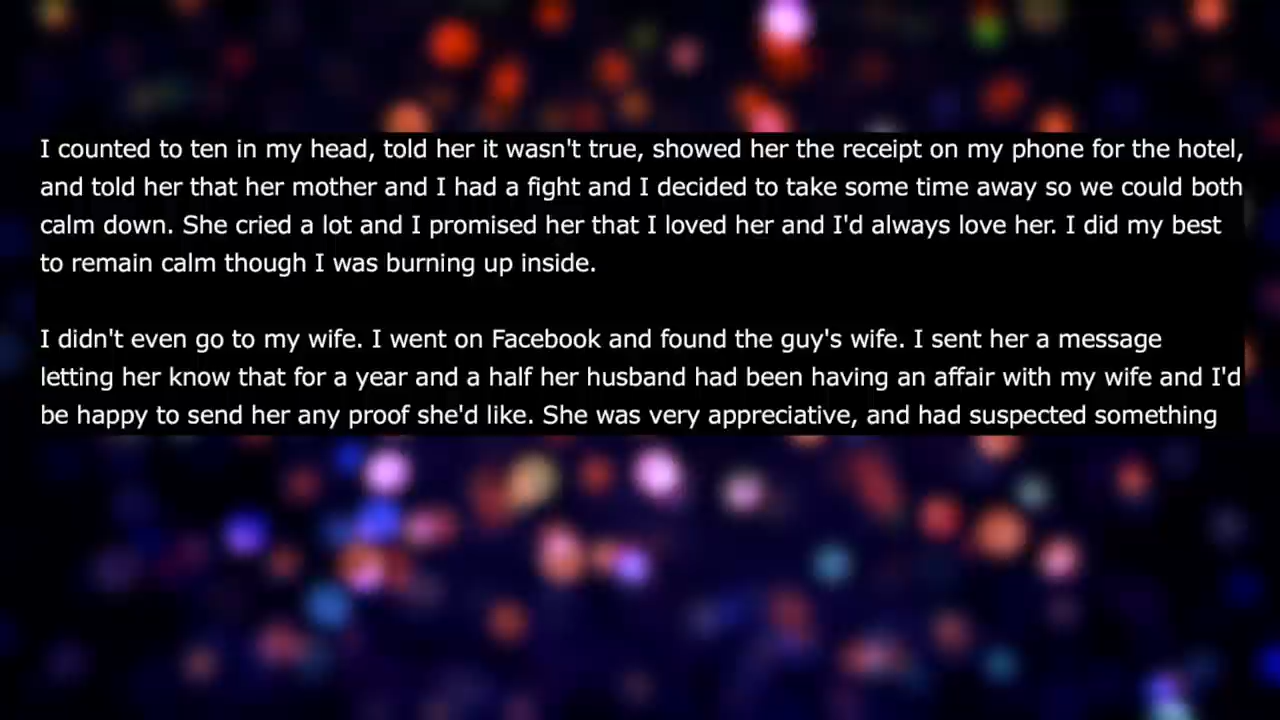 I counted to ten in my head, told her it wasn't true, showed her the receipt on my phone for the hotel,
and told her that her mother and I had a fight and I decided to take some time away so we could both
calm down. She cried a lot and I promised her that I loved her and I'd always love her. I did my best
to remain calm though I was burning up inside.
I didn't even go to my wife. I went on Facebook and found the guy's wife. I sent her a message
letting her know that for a year and a half her husband had been having an affair with my wife and I'd
be happy to send her any proof she'd like. She was very appreciative, and had suspected something